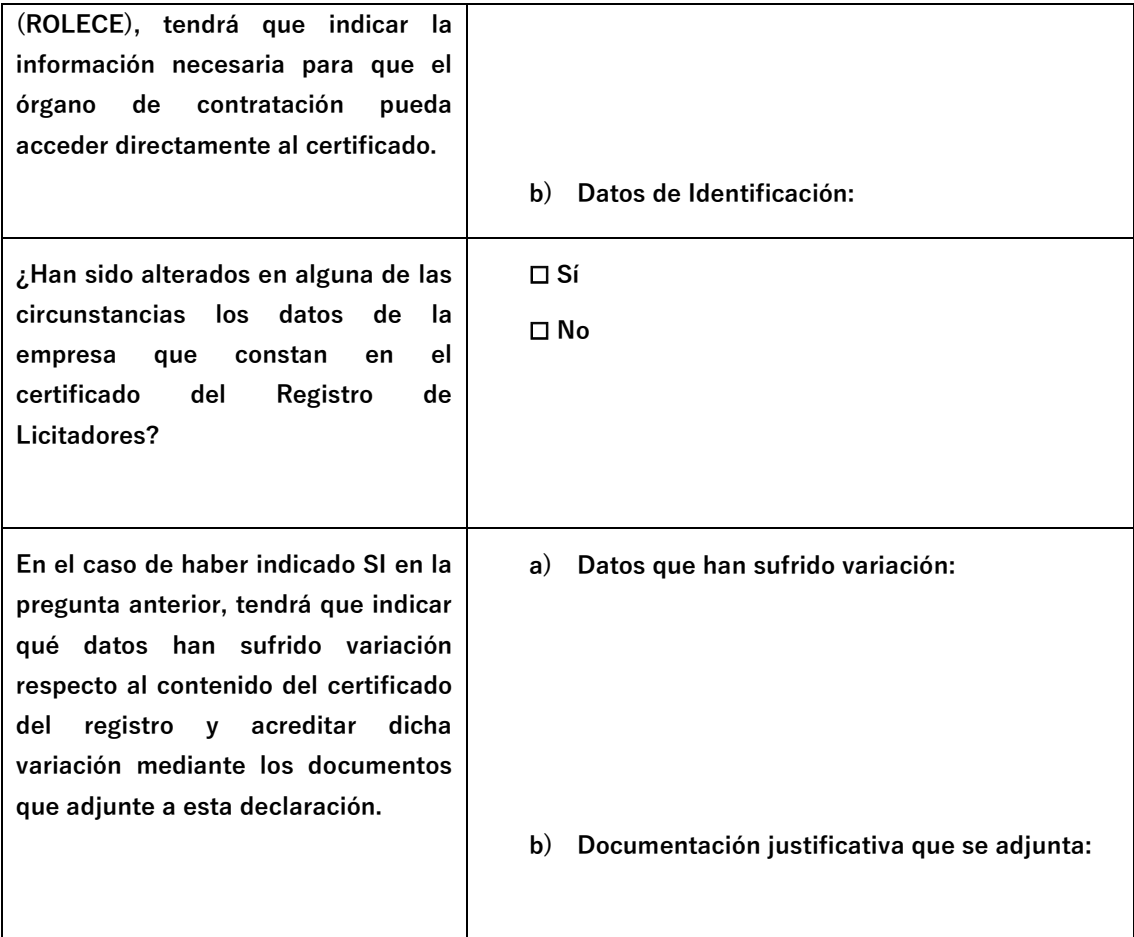 (ROLECE), tendrá que indicar la
información necesaria para que el
órgano de contratación pueda
acceder directamente al certificado.
b) Datos de Identificación:
¿Han sido alterados en alguna de las
circunstancias los datos de la
empresa que constan en el
certificado del Registro de
Licitadores?
☐ Sí
☐ No
En el caso de haber indicado SI en la
pregunta anterior, tendrá que indicar
qué datos han sufrido variación
respecto al contenido del certificado
del registro y acreditar dicha
variación mediante los documentos
que adjunte a esta declaración.
a) Datos que han sufrido variación:
b) Documentación justificativa que se adjunta: